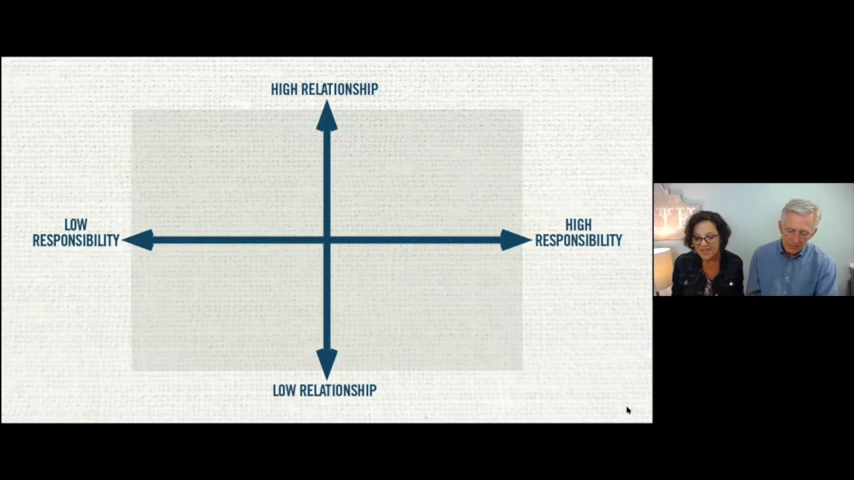 HIGH RELATIONSHIP
LOW
RESPONSIBILITY
HIGH
RESPONSIBILITY
LOW RELATIONSHIP